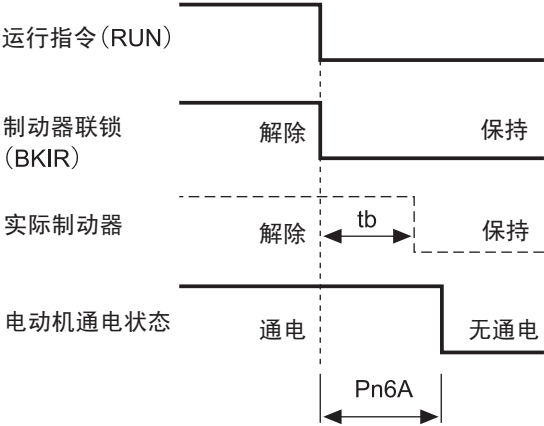 运行指令(RUN)
制动器联锁
(BKIR)
解除
保持
实际制动器
解除
tb
保持
电动机通电状态
通电
无通电
Pn6A